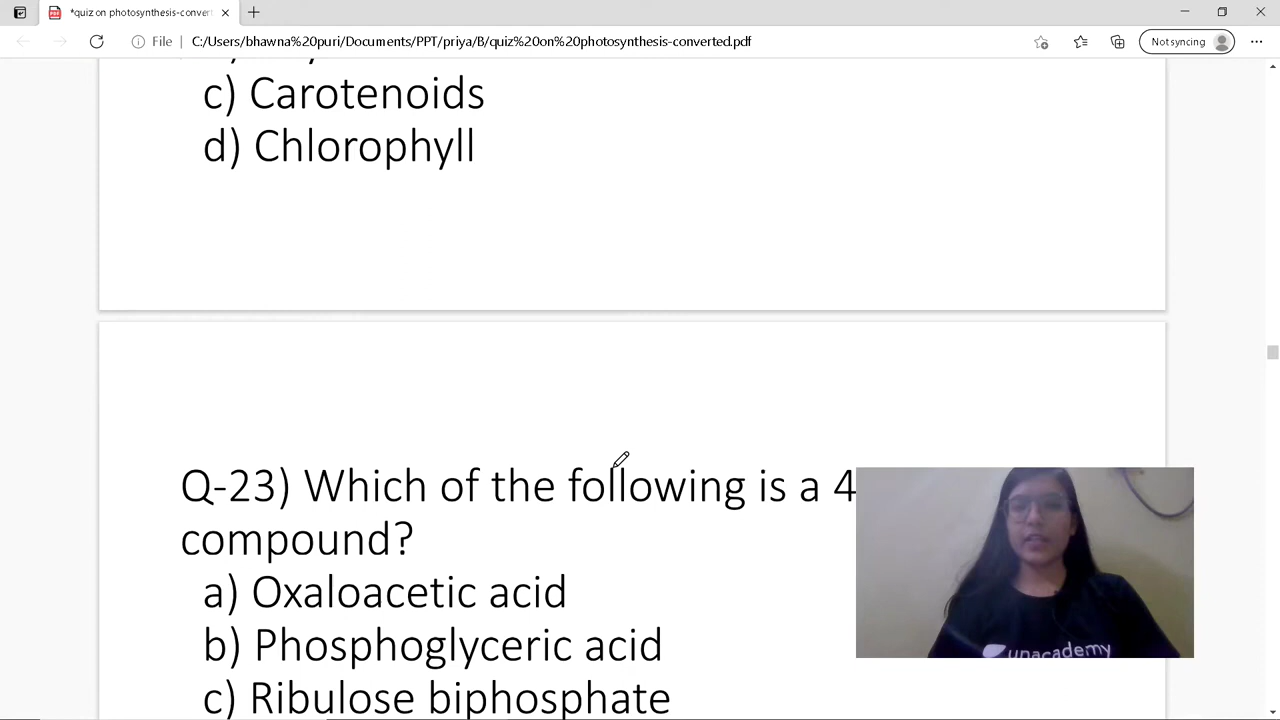 *quiz on photosynthesis-convert
File
C:/Users/bhawna%20puri/Documents/PPT/priya/B/quiz%20on%20photosynthesis-converted.pdf
Not syncing
c) Carotenoids
d) Chlorophyll
Q-23) Which of the following is a 4
compound?
a) Oxaloacetic acid
b) Phosphoglyceric acid
c) Ribulose biphosphate
unacademy